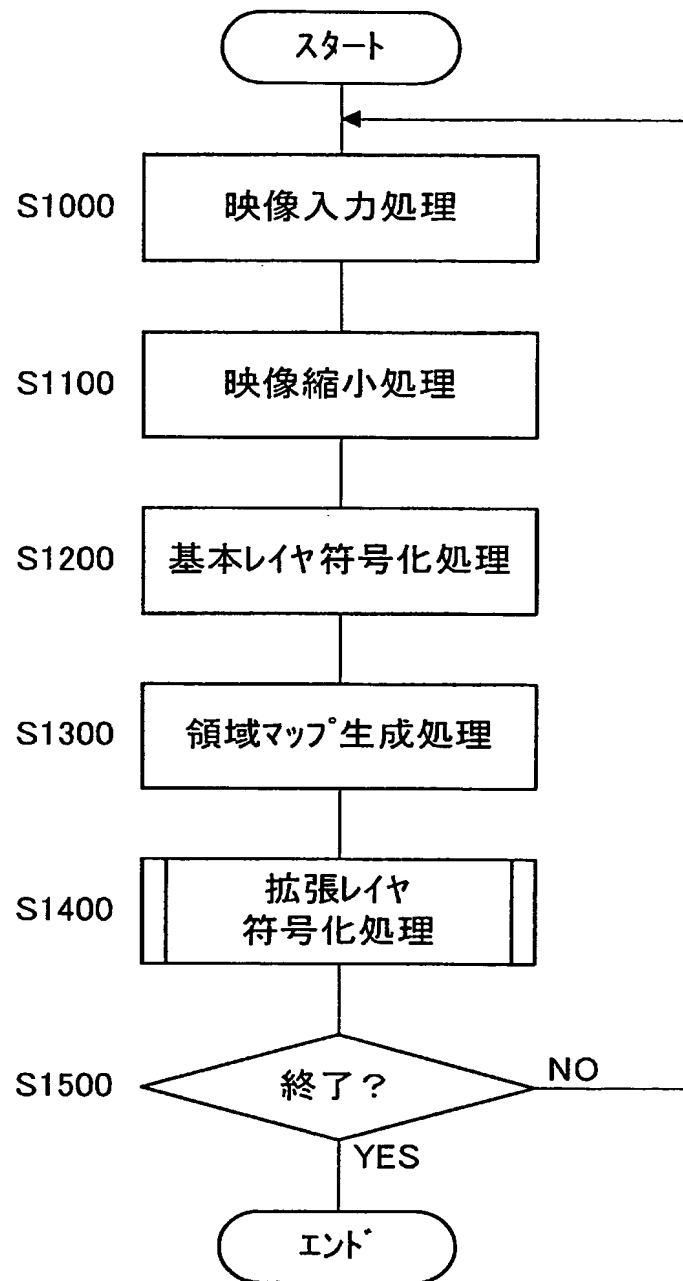 スタート
S1000
映像入力処理
S1100
映像縮小処理
S1200
基本レイヤ符号化処理
S1300
領域マップ生成処理
S1400
拡張レイヤ
符号化処理
S1500
終了？
NO
YES
エンド